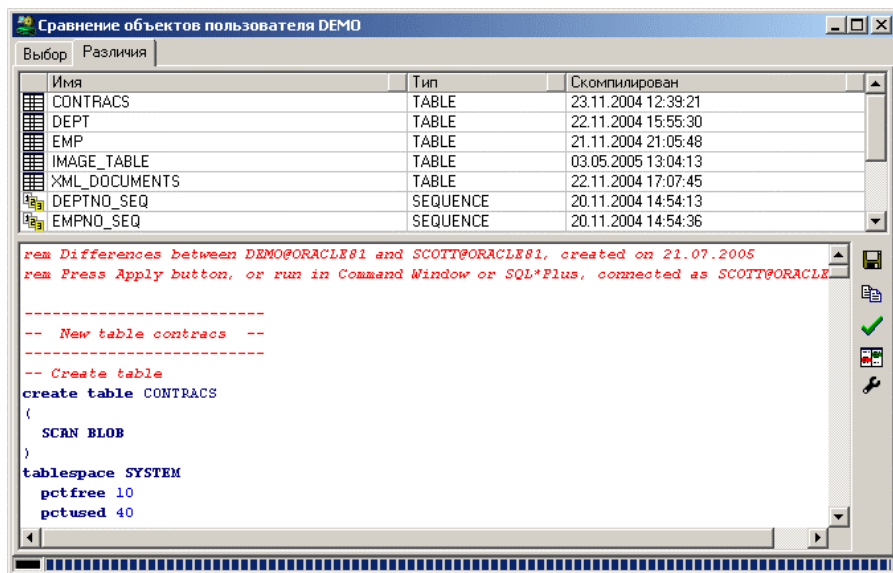 Сравнение объектов пользователя DEMO
Выбор Различия
Имя Тип Скомпилирован
CONTRACS TABLE 23.11.2004 12:39:21
DEPT TABLE 22.11.2004 15:55:30
EMP TABLE 21.11.2004 21:05:48
IMAGE_TABLE TABLE 03.05.2005 13:04:13
XML_DOCUMENTS TABLE 22.11.2004 17:07:45
DEPTNO_SEQ SEQUENCE 20.11.2004 14:54:13
EMPNO_SEQ SEQUENCE 20.11.2004 14:54:36
rem Differences between DEMO@ORACLE81 and SCOTT@ORACLE81, created on 21.07.2005
rem Press Apply button, or run in Command Window or SQL*Plus, connected as SCOTT@ORACLE
--------------------------
-- New table contracs --
--------------------------
-- Create table
create table CONTRACS
(
SCAN BLOB
)
tablespace SYSTEM
pctfree 10
pctused 40